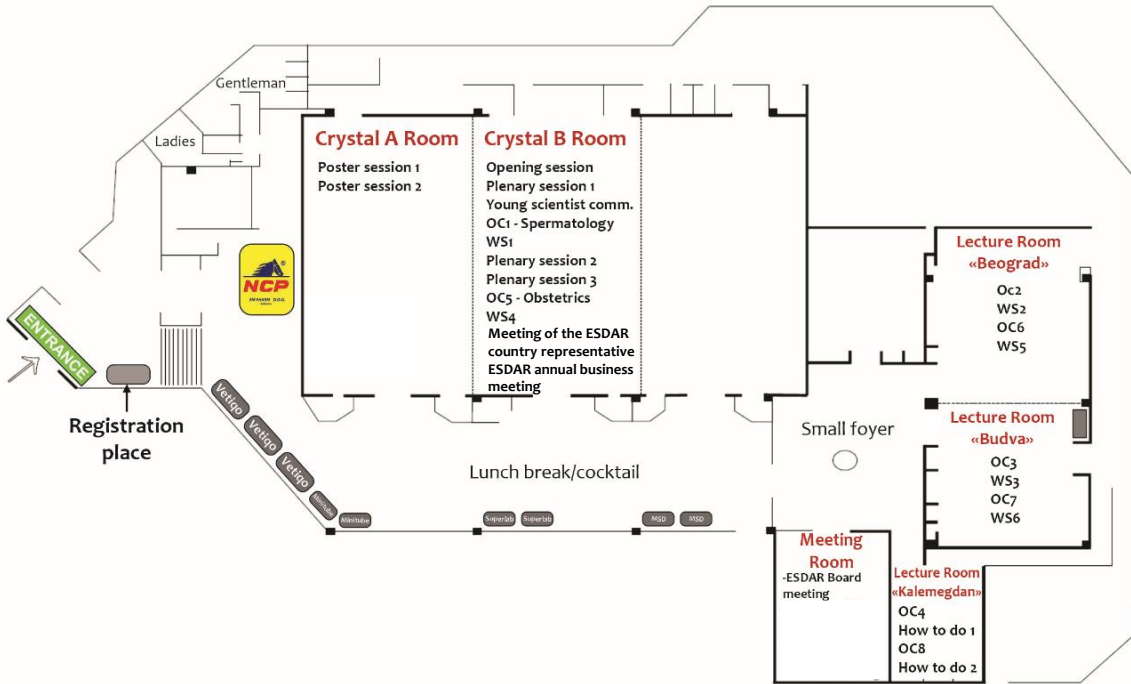 Gentleman
Ladies
Crystal A Room
Poster session 1
Poster session 2
Crystal B Room
Opening session
Plenary session 1
Young scientist comm.
OC1 - Spermatology
WS1
Plenary session 2
Plenary session 3
OC5 - Obstetrics
WS4
Meeting of the ESDAR
country representative
ESDAR annual business
meeting
Lecture Room
«Beograd»
Oc2
WS2
OC6
WS5
NCP
ENTRANCE
Registration
place
Vetiqo
Vetiqo
Vetiqo
Minitube
Minitube
Lunch break/cocktail
Superlab
Superlab
MSD
MSD
Small foyer
Lecture Room
«Budva»
OC3
WS3
OC7
WS6
Meeting
Room
-ESDAR Board
meeting
Lecture Room
«Kalemegdan»
OC4
How to do 1
OC8
How to do 2